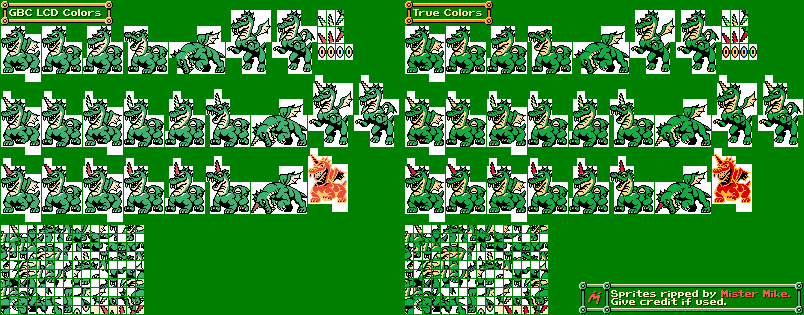 GBC LCD Colors
True Colors
Sprites ripped by Mister Mike.
Give credit if used.